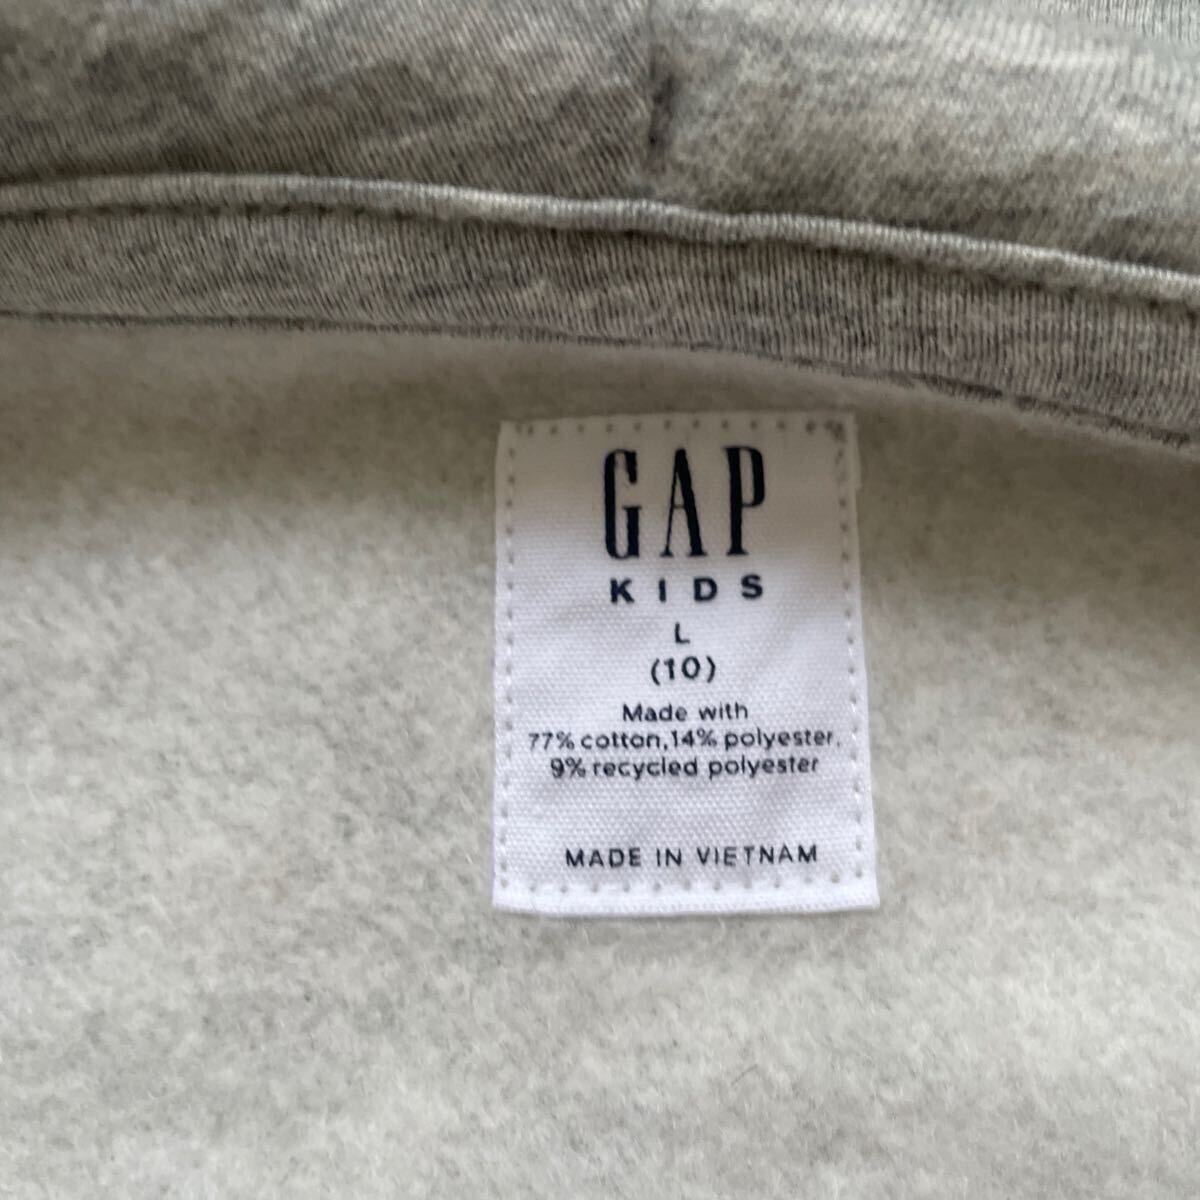 GAP
KIDS
L
(10)
Made with
77% cotton, 14% polyester,
9% recycled polyester
MADE IN VIETNAM